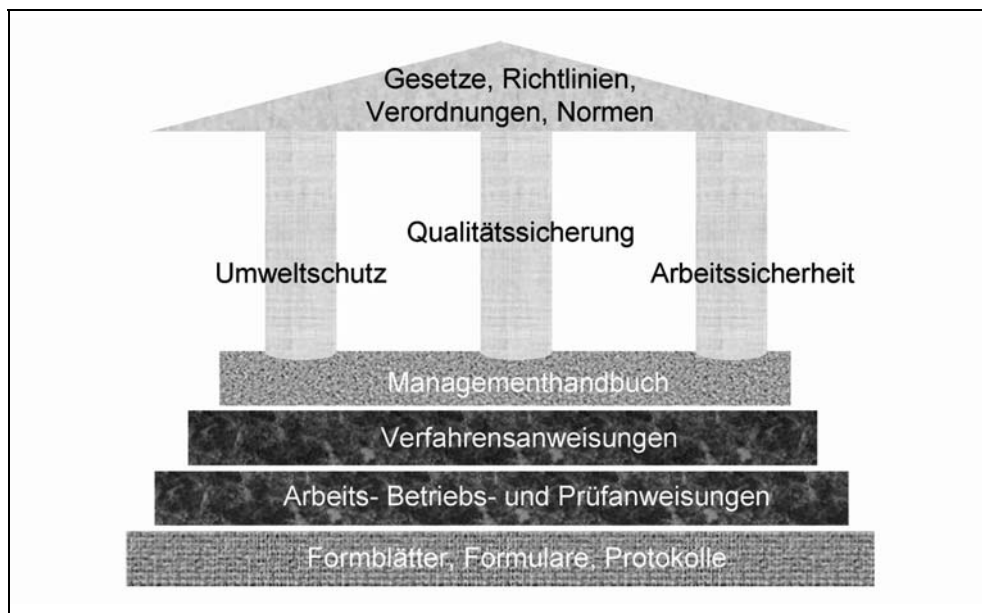 Gesetze, Richtlinien,
Verordnungen, Normen
Qualitätssicherung
Umweltschutz
Arbeitssicherheit
Managementhandbuch
Verfahrensanweisungen
Arbeits- Betriebs- und Prüfanweisungen
Formblätter, Formulare, Protokolle